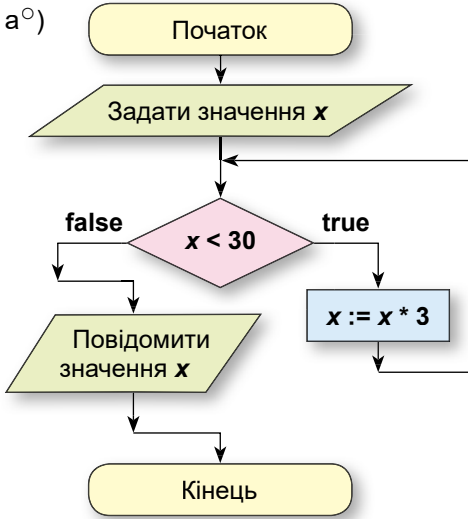 a○)
Початок
Задати значення x
false
true
x < 30
x := x * 3
Повідомити
значення x
Кінець